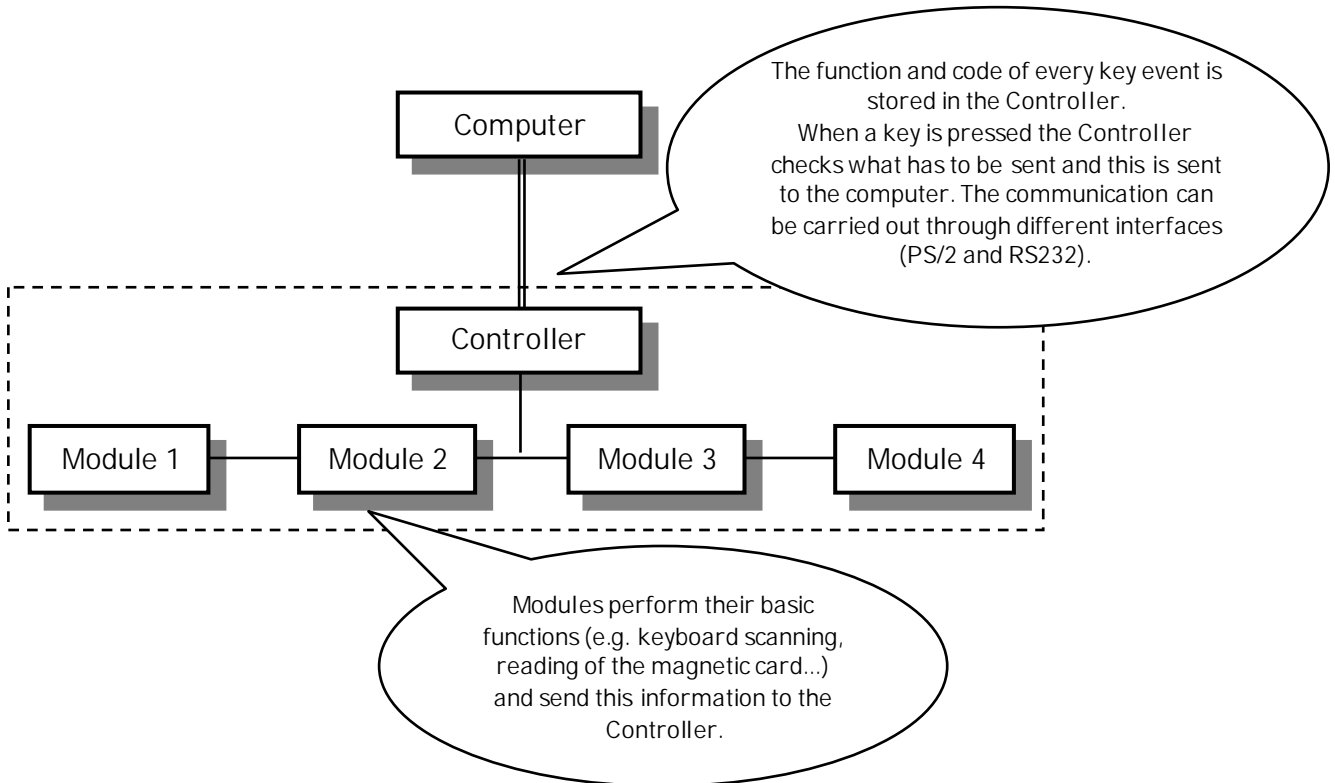 The function and code of every key event is
stored in the Controller.
When a key is pressed the Controller
checks what has to be sent and this is sent
to the computer. The communication can
be carried out through different interfaces
(PS/2 and RS232).
Computer
Controller
Module 1
Module 2
Module 3
Module 4
Modules perform their basic
functions (e.g. keyboard scanning,
reading of the magnetic card...)
and send this information to the
Controller.